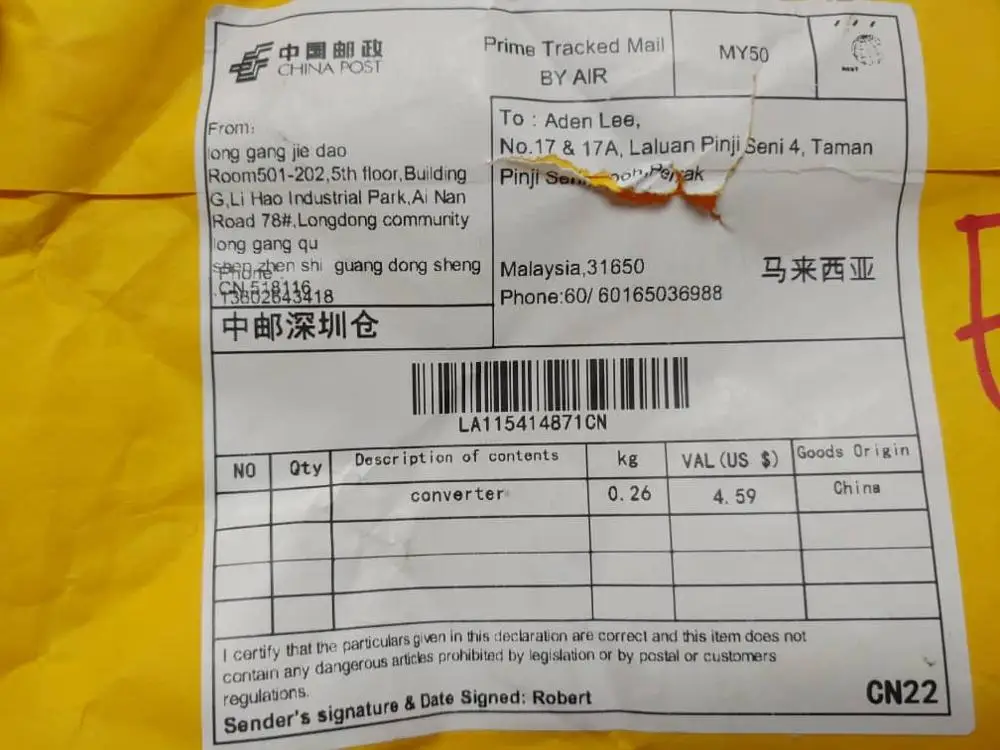 中国邮政
CHINA POST
Prime Tracked Mail
BY AIR
MY50
From:
long gang jie dao
Room501-202,5th floor,Building
G,Li Hao Industrial Park,Ai Nan
Road 78#,Longdong community
long gang qu
shen zhen shi guang dong sheng
Phone
CN 518116
13602643418
中邮深圳仓
To : Aden Lee,
No.17 & 17A, Laluan Pinji Seni 4, Taman
Pinji
Malaysia,31650
马来西亚
Phone:60/ 60165036988
LA115414871CN
NO Qty Description of contents kg VAL(US $) Goods Origin
converter 0.26 4.59 China
I certify that the particulars given in this declaration are correct and this item does not
contain any dangerous articles prohibited by legislation or by postal or customers
regulations.
Sender's signature & Date Signed: Robert
CN22